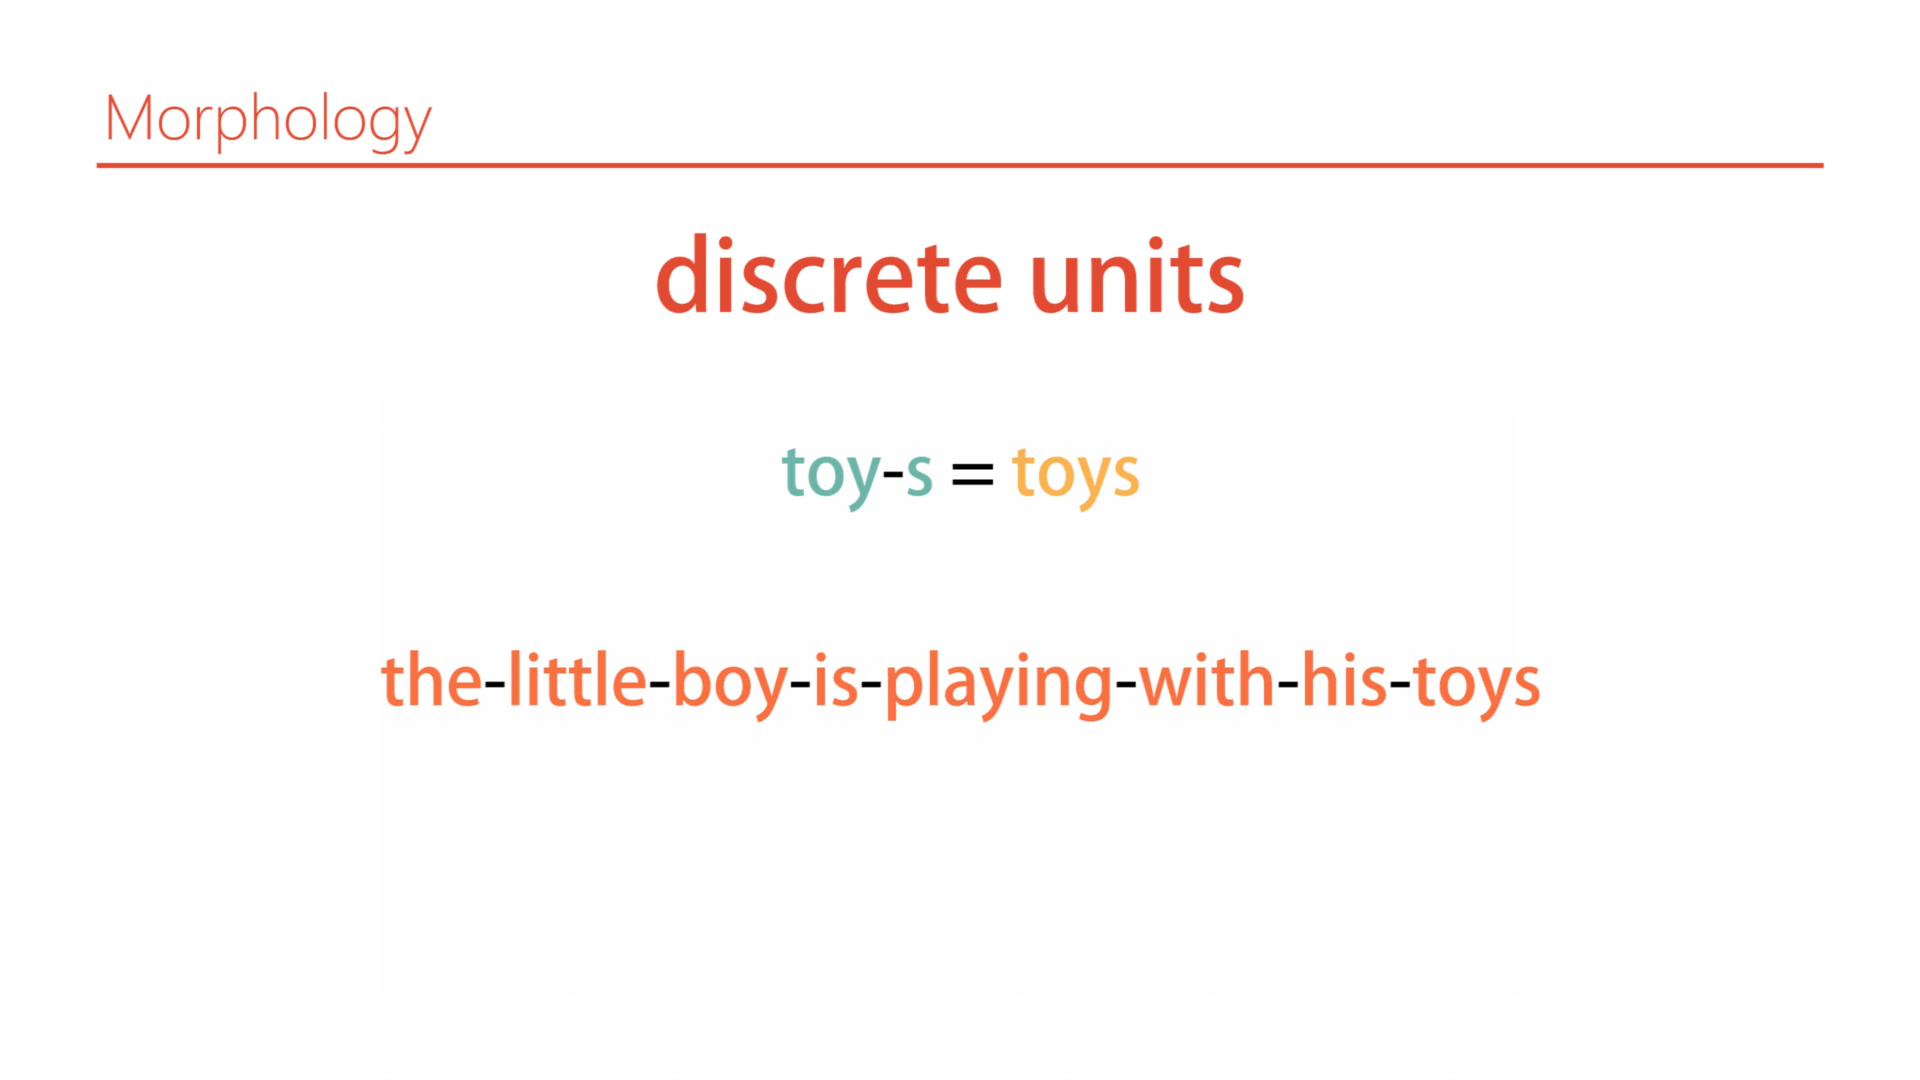 Morphology
discrete units
toy-s = toys
the-little-boy-is-playing-with-his-toys